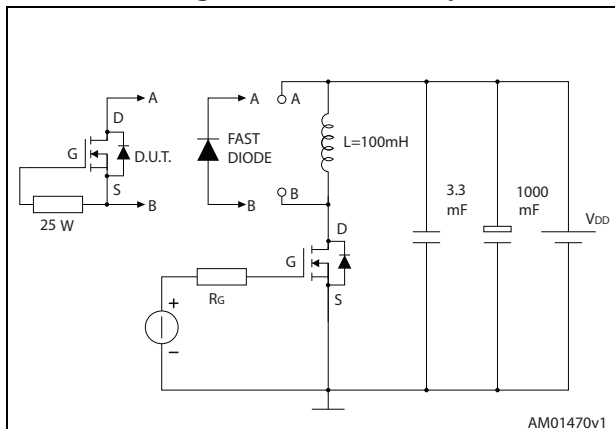 A
D
G
D.U.T.
S
B
25 W
A
FAST
DIODE
B
A
L=100mH
B
D
G
S
RG
+
–
3.3
mF
1000
mF
VDD
AM01470v1